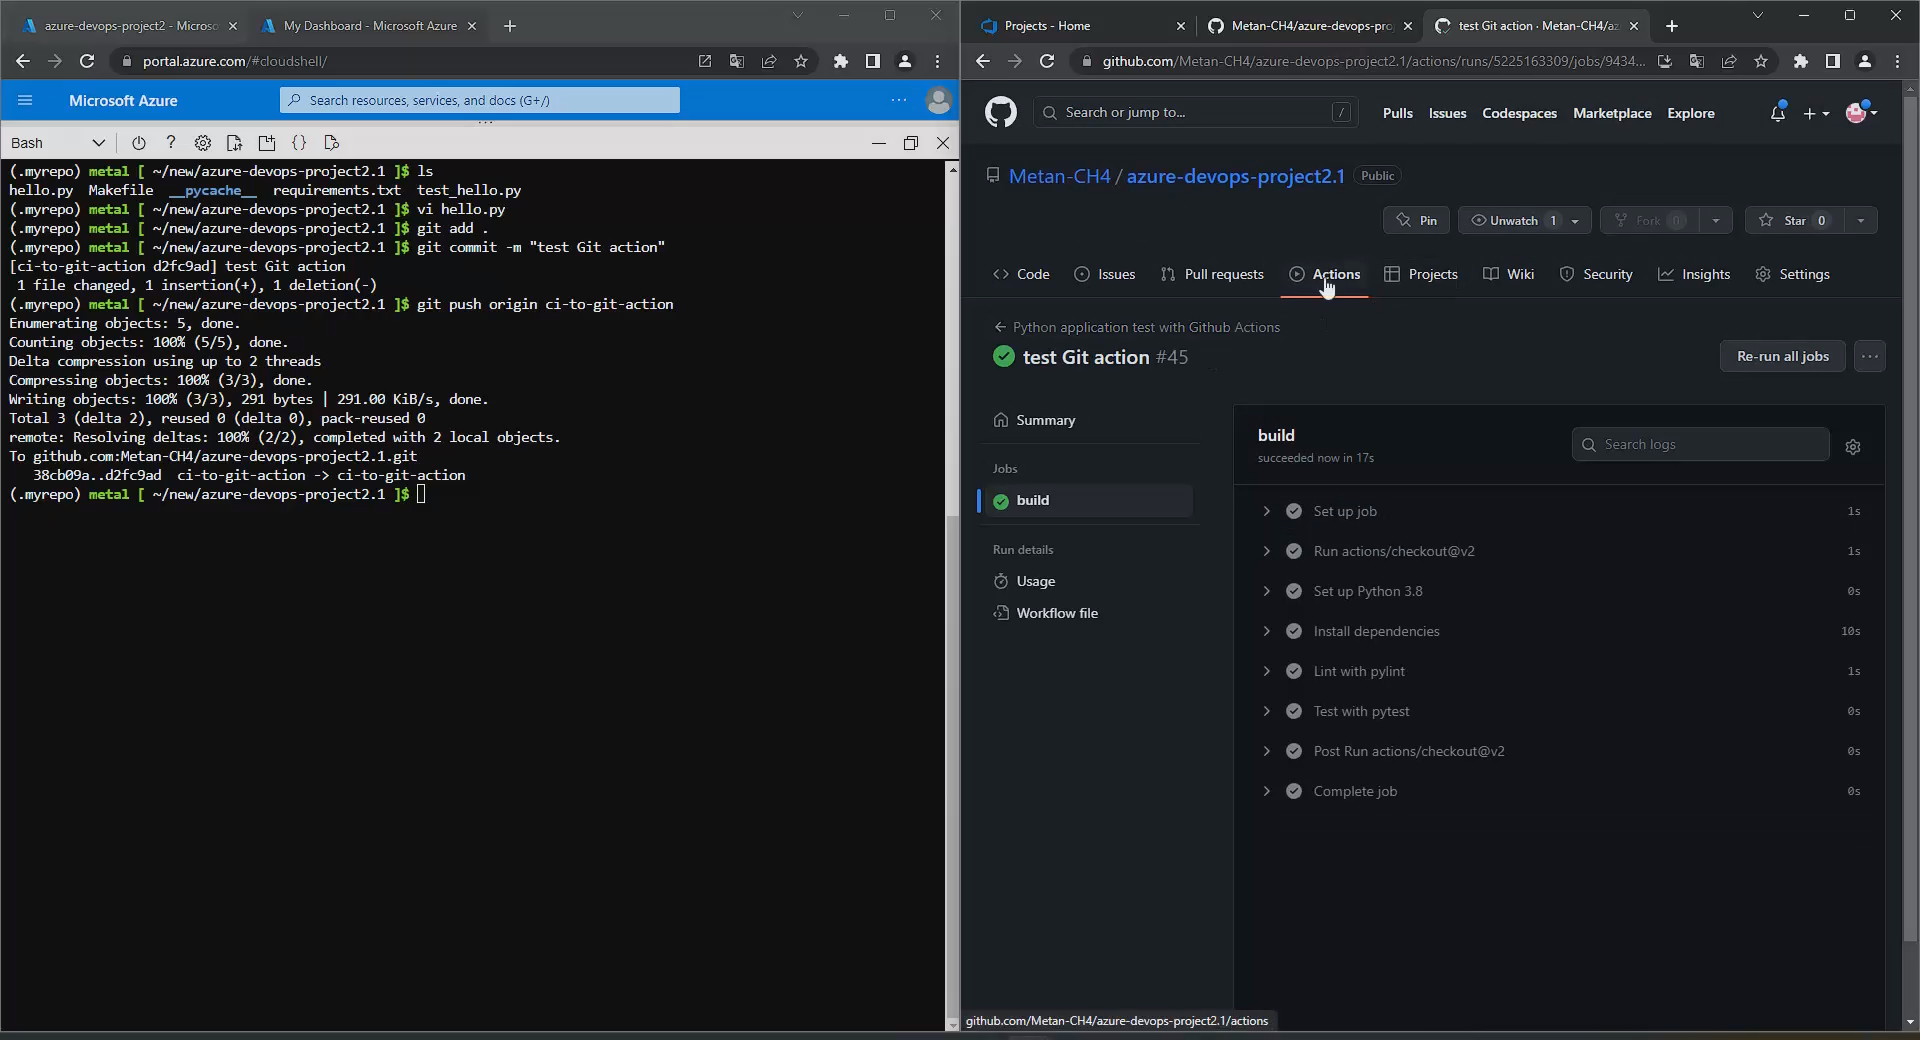 azure-devops-project2 - Microso
My Dashboard - Microsoft Azure
portal.azure.com/#cloudshell/
Microsoft Azure
Search resources, services, and docs (G+/)
Bash
(.myrepo) metal [ ~/new/azure-devops-project2.1 ]$ ls
hello.py  Makefile  __pycache__  requirements.txt  test_hello.py
(.myrepo) metal [ ~/new/azure-devops-project2.1 ]$ vi hello.py
(.myrepo) metal [ ~/new/azure-devops-project2.1 ]$ git add .
(.myrepo) metal [ ~/new/azure-devops-project2.1 ]$ git commit -m "test Git action"
[ci-to-git-action d2fc9ad] test Git action
1 file changed, 1 insertion(+), 1 deletion(-)
(.myrepo) metal [ ~/new/azure-devops-project2.1 ]$ git push origin ci-to-git-action
Enumerating objects: 5, done.
Counting objects: 100% (5/5), done.
Delta compression using up to 2 threads
Compressing objects: 100% (3/3), done.
Writing objects: 100% (3/3), 291 bytes | 291.00 KiB/s, done.
Total 3 (delta 2), reused 0 (delta 0), pack-reused 0
remote: Resolving deltas: 100% (2/2), completed with 2 local objects.
To github.com:Metan-CH4/azure-devops-project2.1.git
38cb09a..d2fc9ad  ci-to-git-action -> ci-to-git-action
(.myrepo) metal [ ~/new/azure-devops-project2.1 ]$
Projects - Home
Metan-CH4/azure-devops-pro
test Git action · Metan-CH4/az
github.com/Metan-CH4/azure-devops-project2.1/actions/runs/5225163309/jobs/9434...
Search or jump to... /
Pulls Issues Codespaces Marketplace Explore
Metan-CH4 / azure-devops-project2.1 Public
Pin Unwatch 1 Fork 0 Star 0
Code Issues Pull requests Actions Projects Wiki Security Insights Settings
Python application test with Github Actions
test Git action #45
Re-run all jobs
Summary
Jobs
build
Run details
Usage
Workflow file
build
succeeded now in 17s
Search logs
Set up job 1s
Run actions/checkout@v2 1s
Set up Python 3.8 0s
Install dependencies 10s
Lint with pylint 1s
Test with pytest 0s
Post Run actions/checkout@v2 0s
Complete job 0s
github.com/Metan-CH4/azure-devops-project2.1/actions